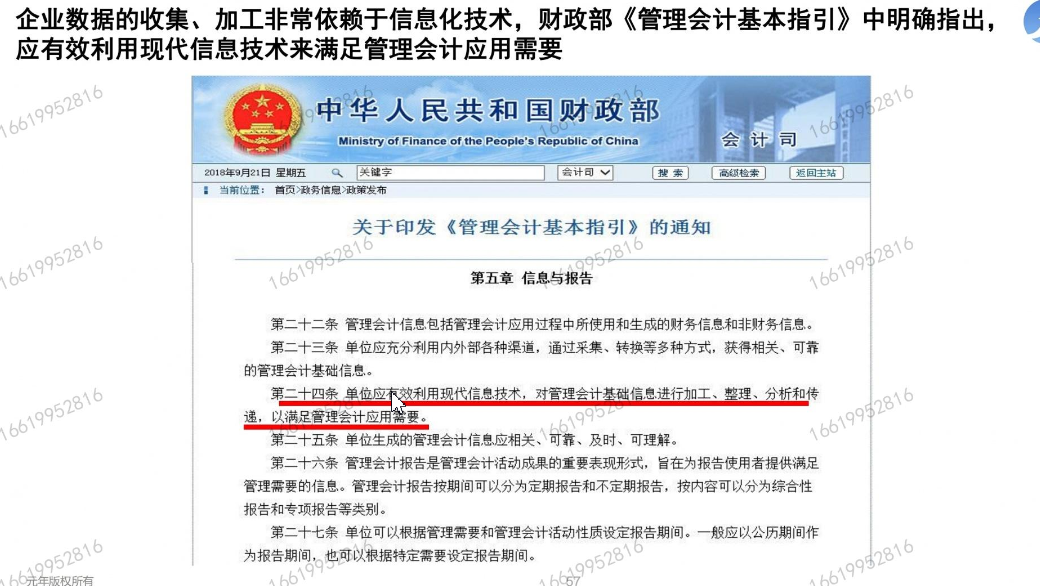 企业数据的收集、加工非常依赖于信息化技术，财政部《管理会计基本指引》中明确指出，
应有效利用现代信息技术来满足管理会计应用需要
中华人民共和国财政部
Ministry of Finance of the People's Republic of China
会计司
2018年9月21日 星期五
关键字
会计司
搜 索
高级检索
返回主站
当前位置： 首页>政务信息>政策发布
关于印发《管理会计基本指引》的通知
第五章 信息与报告
第二十二条 管理会计信息包括管理会计应用过程中所使用和生成的财务信息和非财务信息。
第二十三条 单位应充分利用内外部各种渠道，通过采集、转换等多种方式，获得相关、可靠
的管理会计基础信息。
第二十四条 单位应有效利用现代信息技术，对管理会计基础信息进行加工、整理、分析和传
递，以满足管理会计应用需要。
第二十五条 单位生成的管理会计信息应相关、可靠、及时、可理解。
第二十六条 管理会计报告是管理会计活动成果的重要表现形式，旨在为报告使用者提供满足
管理需要的信息。管理会计报告按期间可以分为定期报告和不定期报告，按内容可以分为综合性
报告和专项报告等类别。
第二十七条 单位可以根据管理需要和管理会计活动性质设定报告期间。一般应以公历期间作
为报告期间，也可以根据特定需要设定报告期间。
元年版权所有
57
16619952816
16619952816
16619952816
16619952816
16619952816
16619952816
16619952816
16619952816
16619952816
16619952816
16619952816
16619952816
16619952816
16619952816